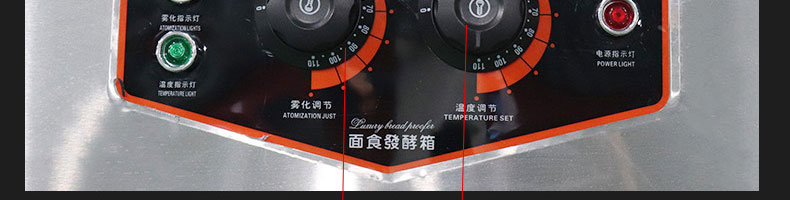 雾化指示灯
ATOMIZATION LIGHTS
温度指示灯
TEMPERATURE LIGHT
70
80
90
100
110
雾化调节
ATOMIZATION JUST
70
80
90
100
110
温度调节
TEMPERATURE SET
电源指示灯
POWER LIGHT
Luxury bread proofer
面食發酵箱